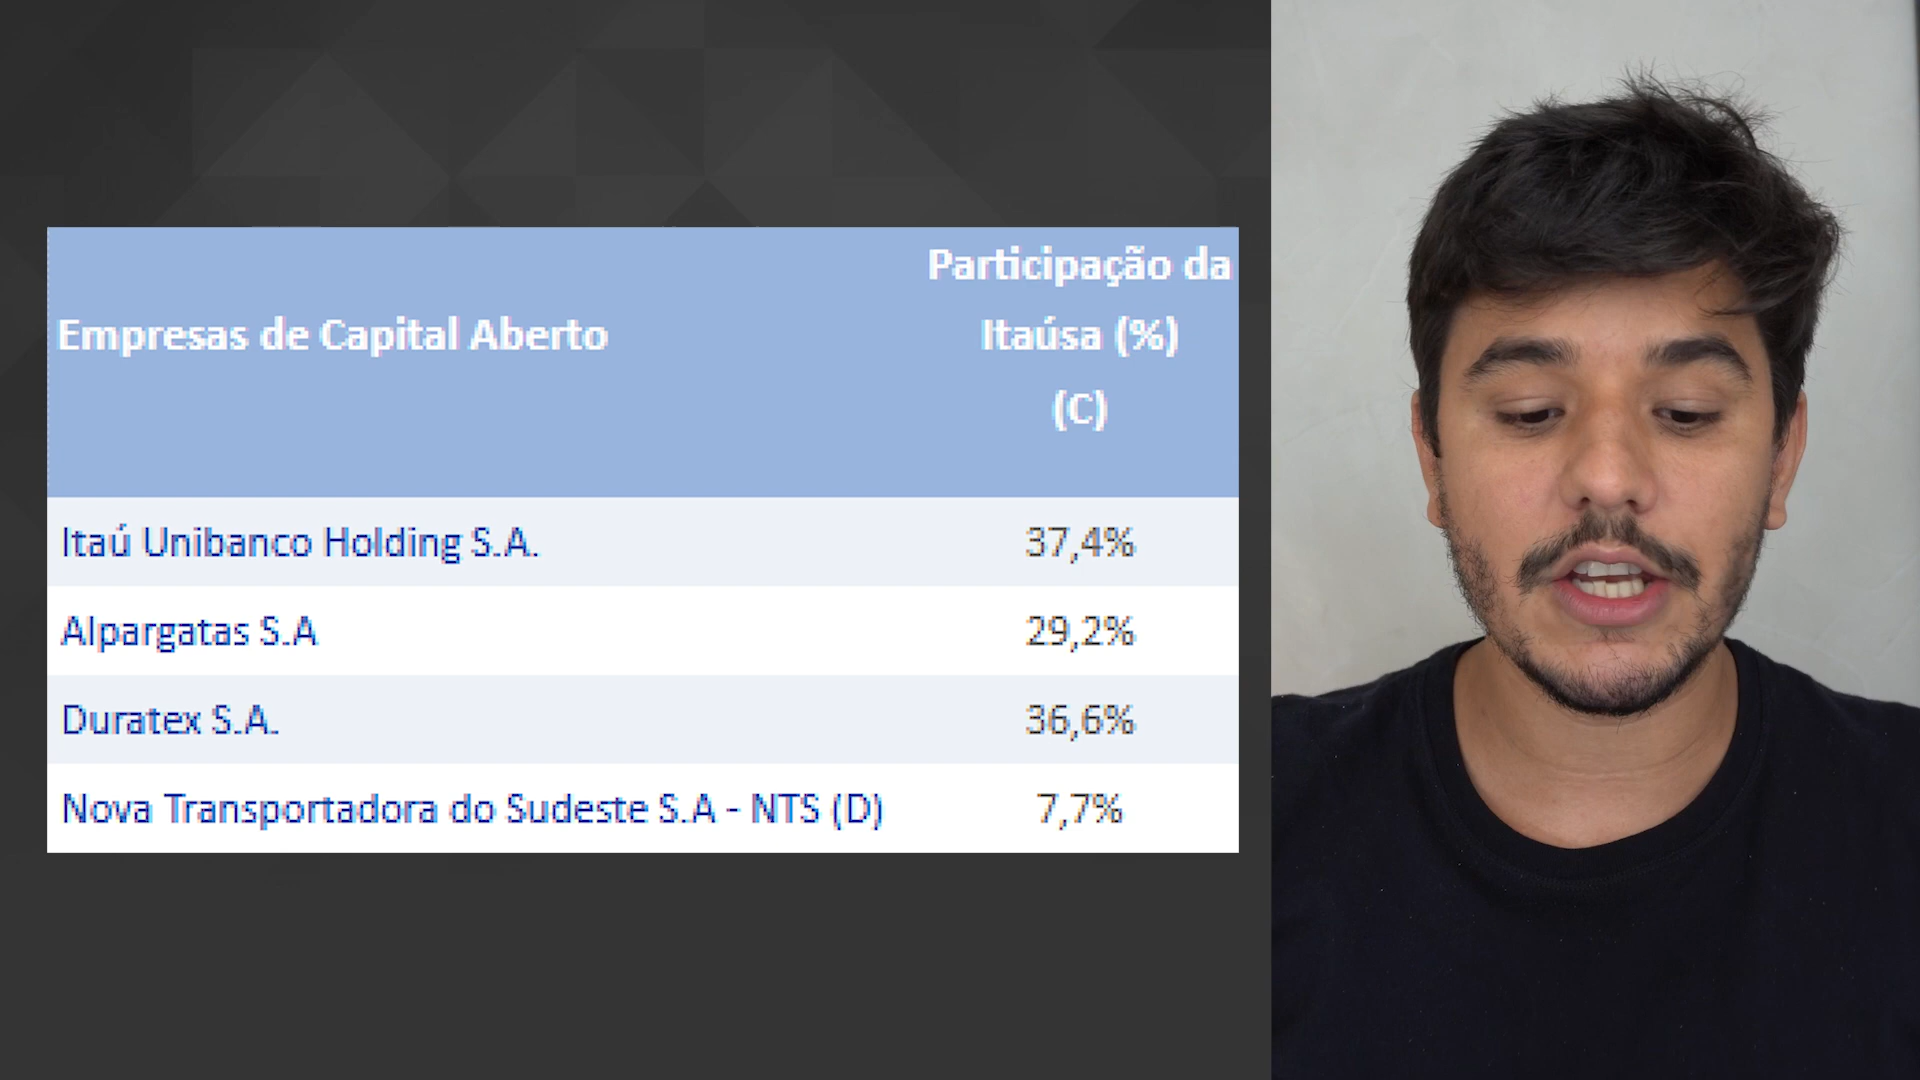 Participação da
Empresas de Capital Aberto Itaúsa (%)
(C)
Itaú Unibanco Holding S.A. 37,4%
Alpargatas S.A 29,2%
Duratex S.A. 36,6%
Nova Transportadora do Sudeste S.A - NTS (D) 7,7%